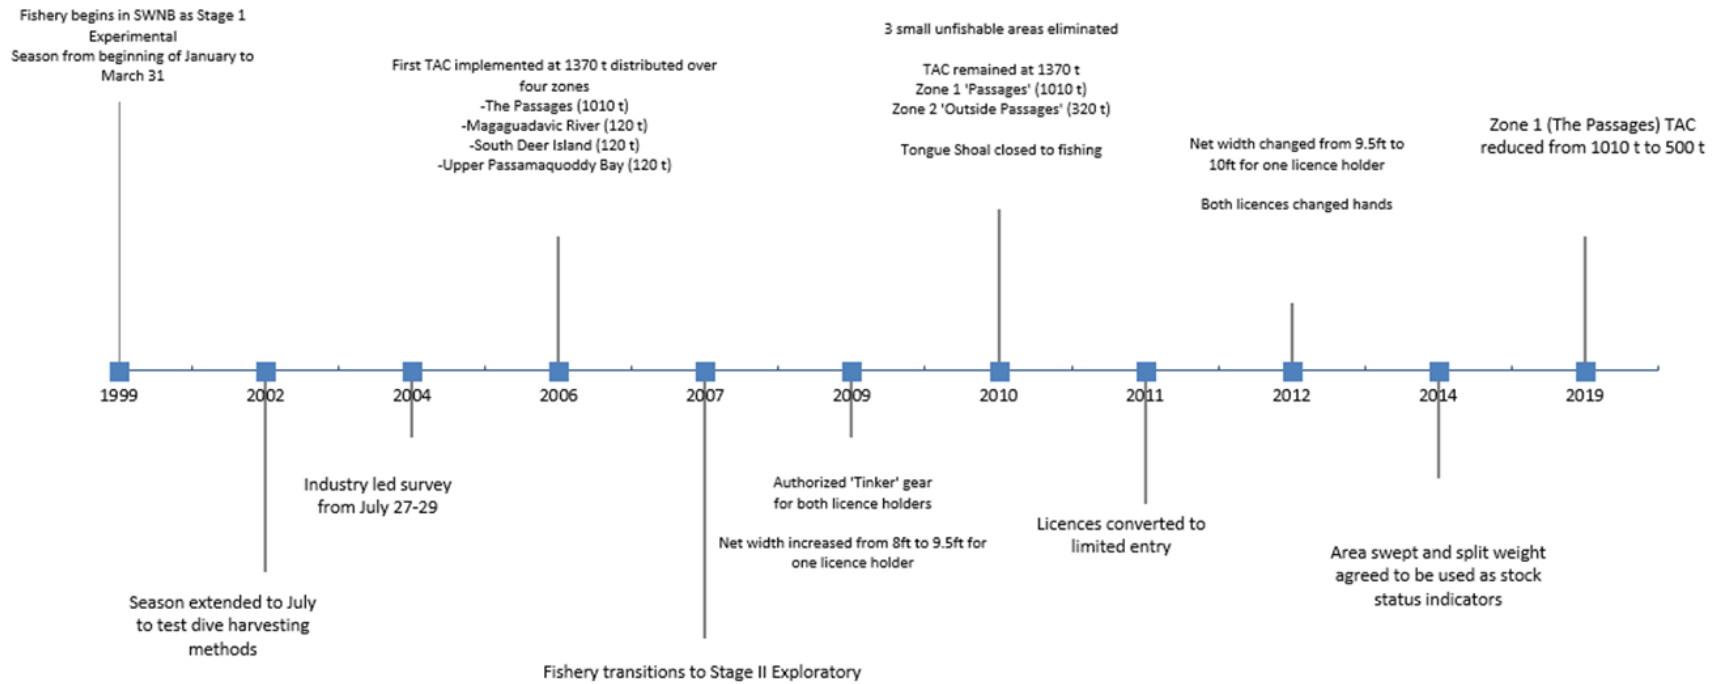 Fishery begins in SWNB as Stage 1
Experimental
Season from beginning of January to
March 31
First TAC implemented at 1370 t distributed over
four zones
-The Passages (1010 t)
-Magaguadavic River (120 t)
-South Deer Island (120 t)
-Upper Passamaquoddy Bay (120 t)
3 small unfishable areas eliminated
TAC remained at 1370 t
Zone 1 'Passages' (1010 t)
Zone 2 'Outside Passages' (320 t)
Tongue Shoal closed to fishing
Net width changed from 9.5ft to
10ft for one licence holder
Both licences changed hands
Zone 1 (The Passages) TAC
reduced from 1010 t to 500 t
1999 2002 2004 2006 2007 2009 2010 2011 2012 2014 2019
Season extended to July
to test dive harvesting
methods
Industry led survey
from July 27-29
Fishery transitions to Stage II Exploratory
Authorized 'Tinker' gear
for both licence holders
Net width increased from 8ft to 9.5ft for
one licence holder
Licences converted to
limited entry
Area swept and split weight
agreed to be used as stock
status indicators